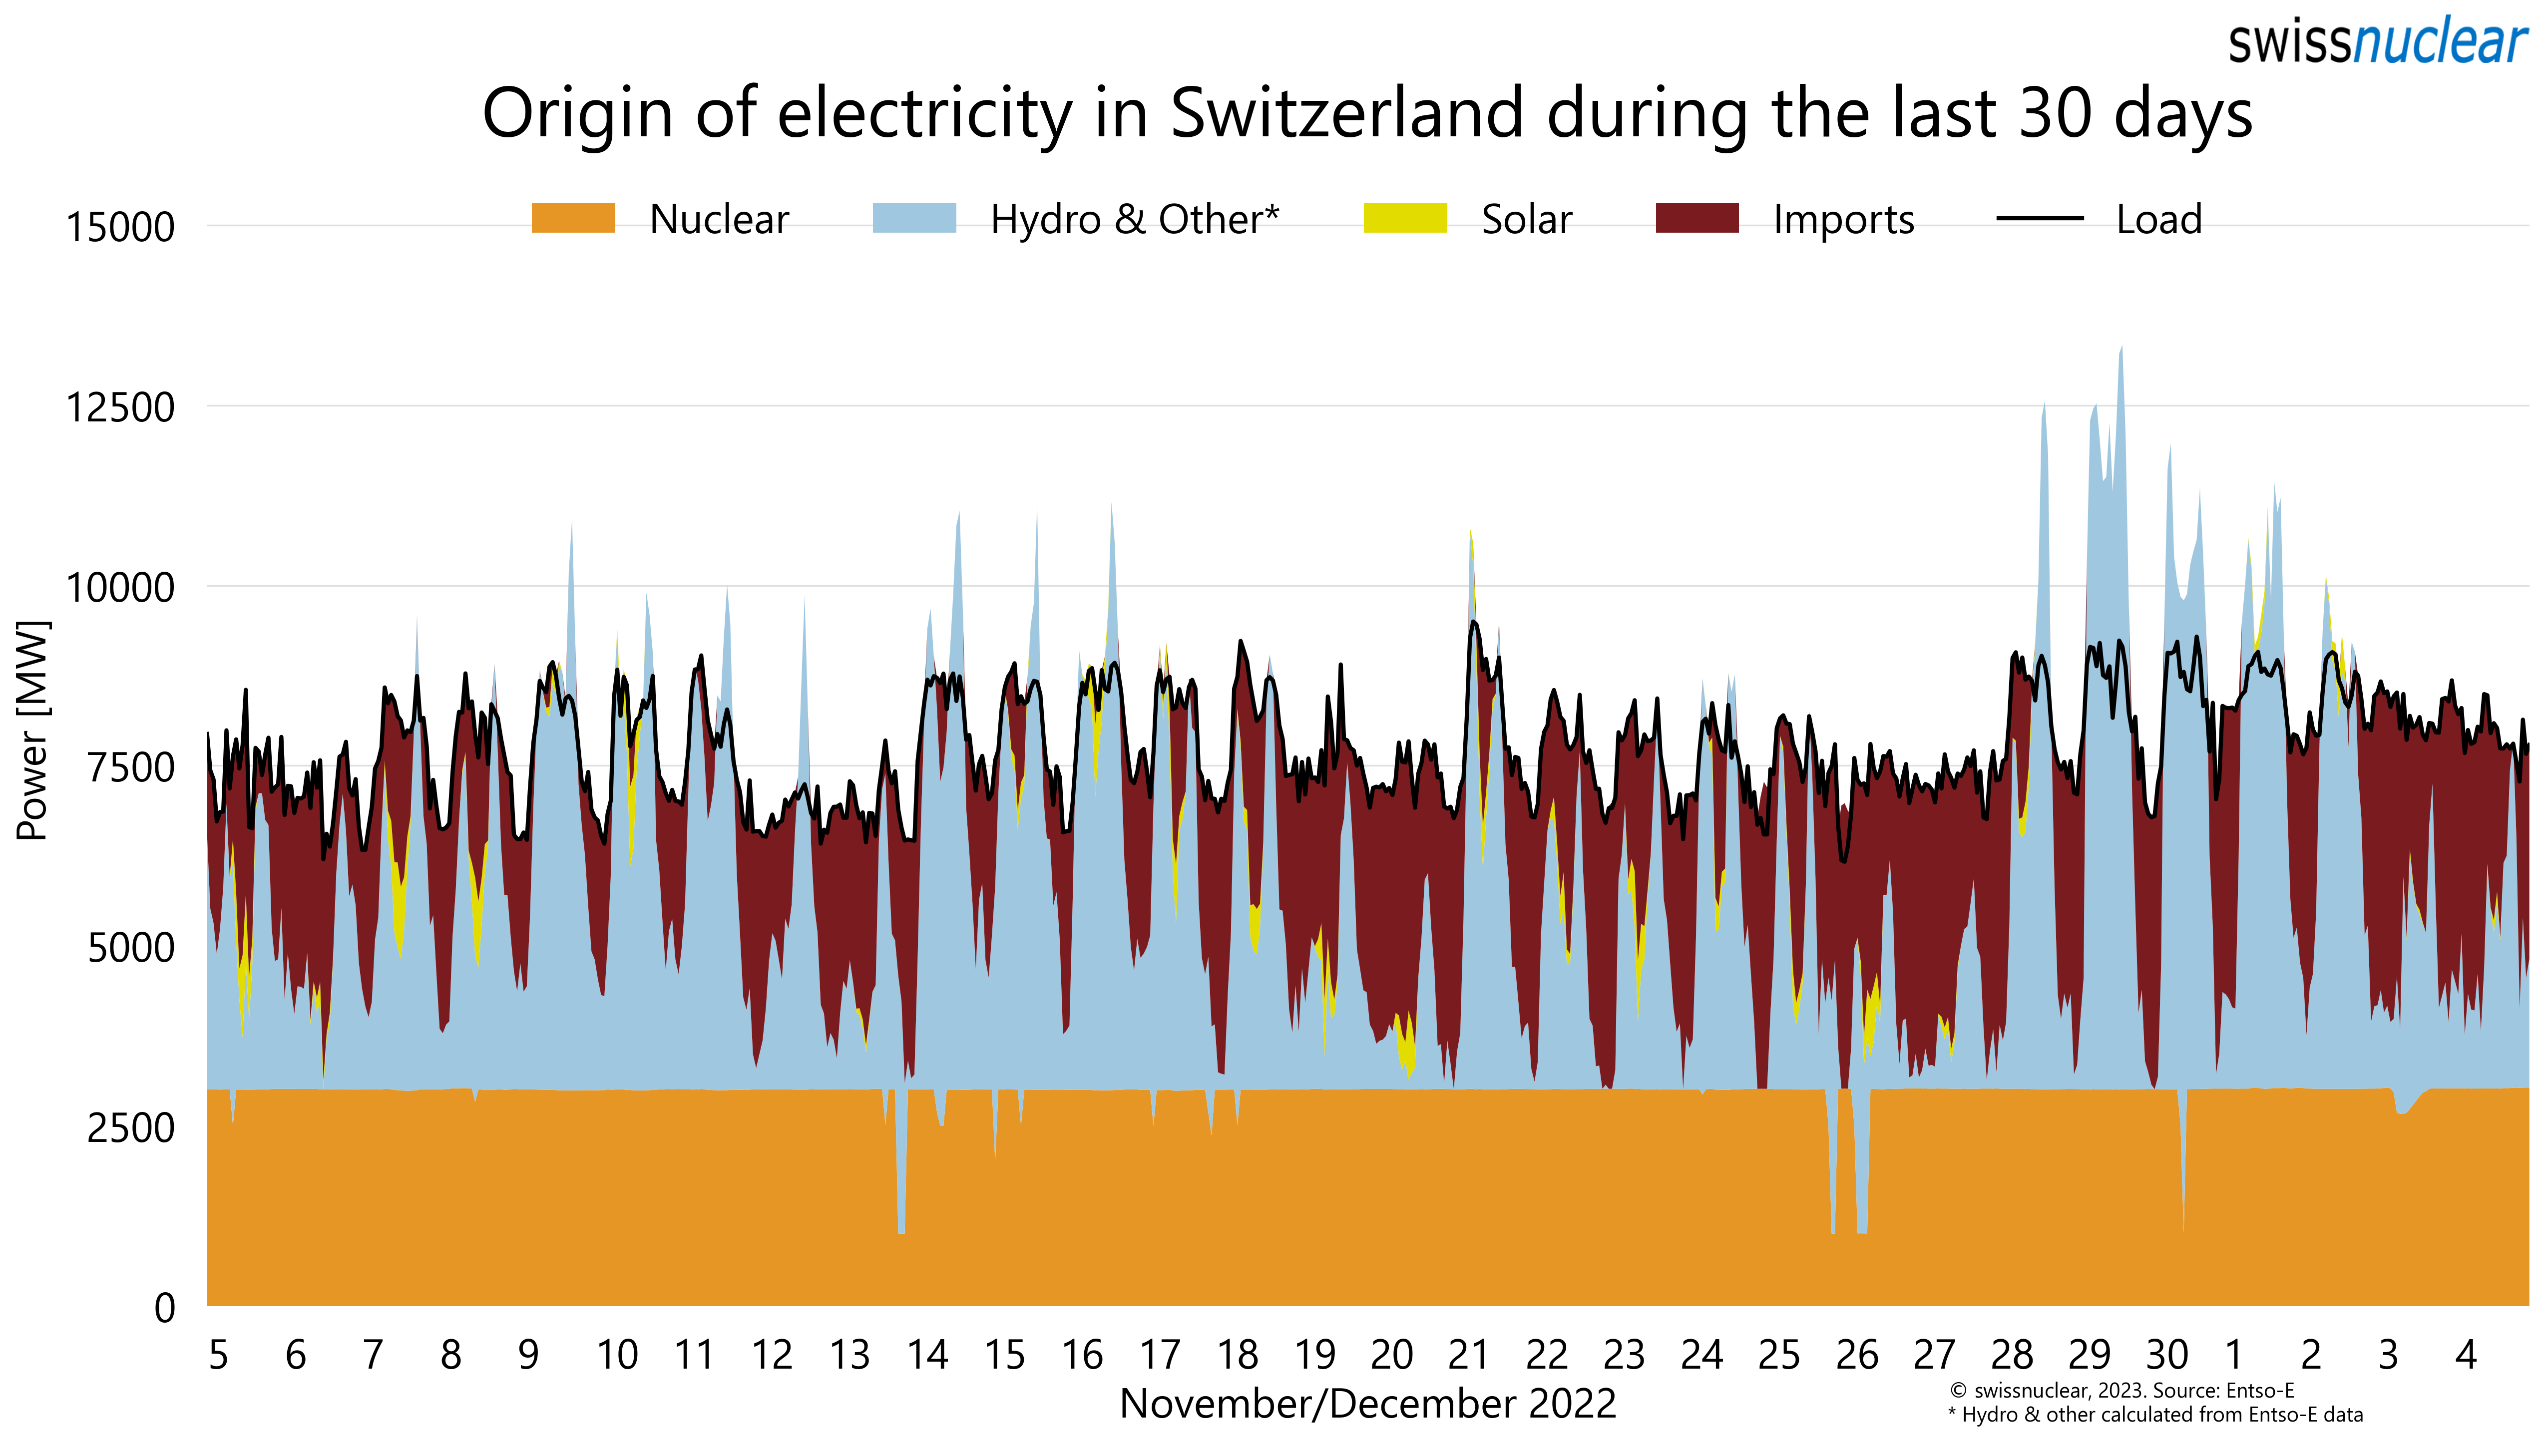 swissnuclear
Origin of electricity in Switzerland during the last 30 days
Nuclear Hydro & Other* Solar Imports Load
15000
12500
10000
7500
5000
2500
0
Power [MW]
5 6 7 8 9 10 11 12 13 14 15 16 17 18 19 20 21 22 23 24 25 26 27 28 29 30 1 2 3 4
November/December 2022
© swissnuclear, 2023. Source: Entso-E
* Hydro & other calculated from Entso-E data